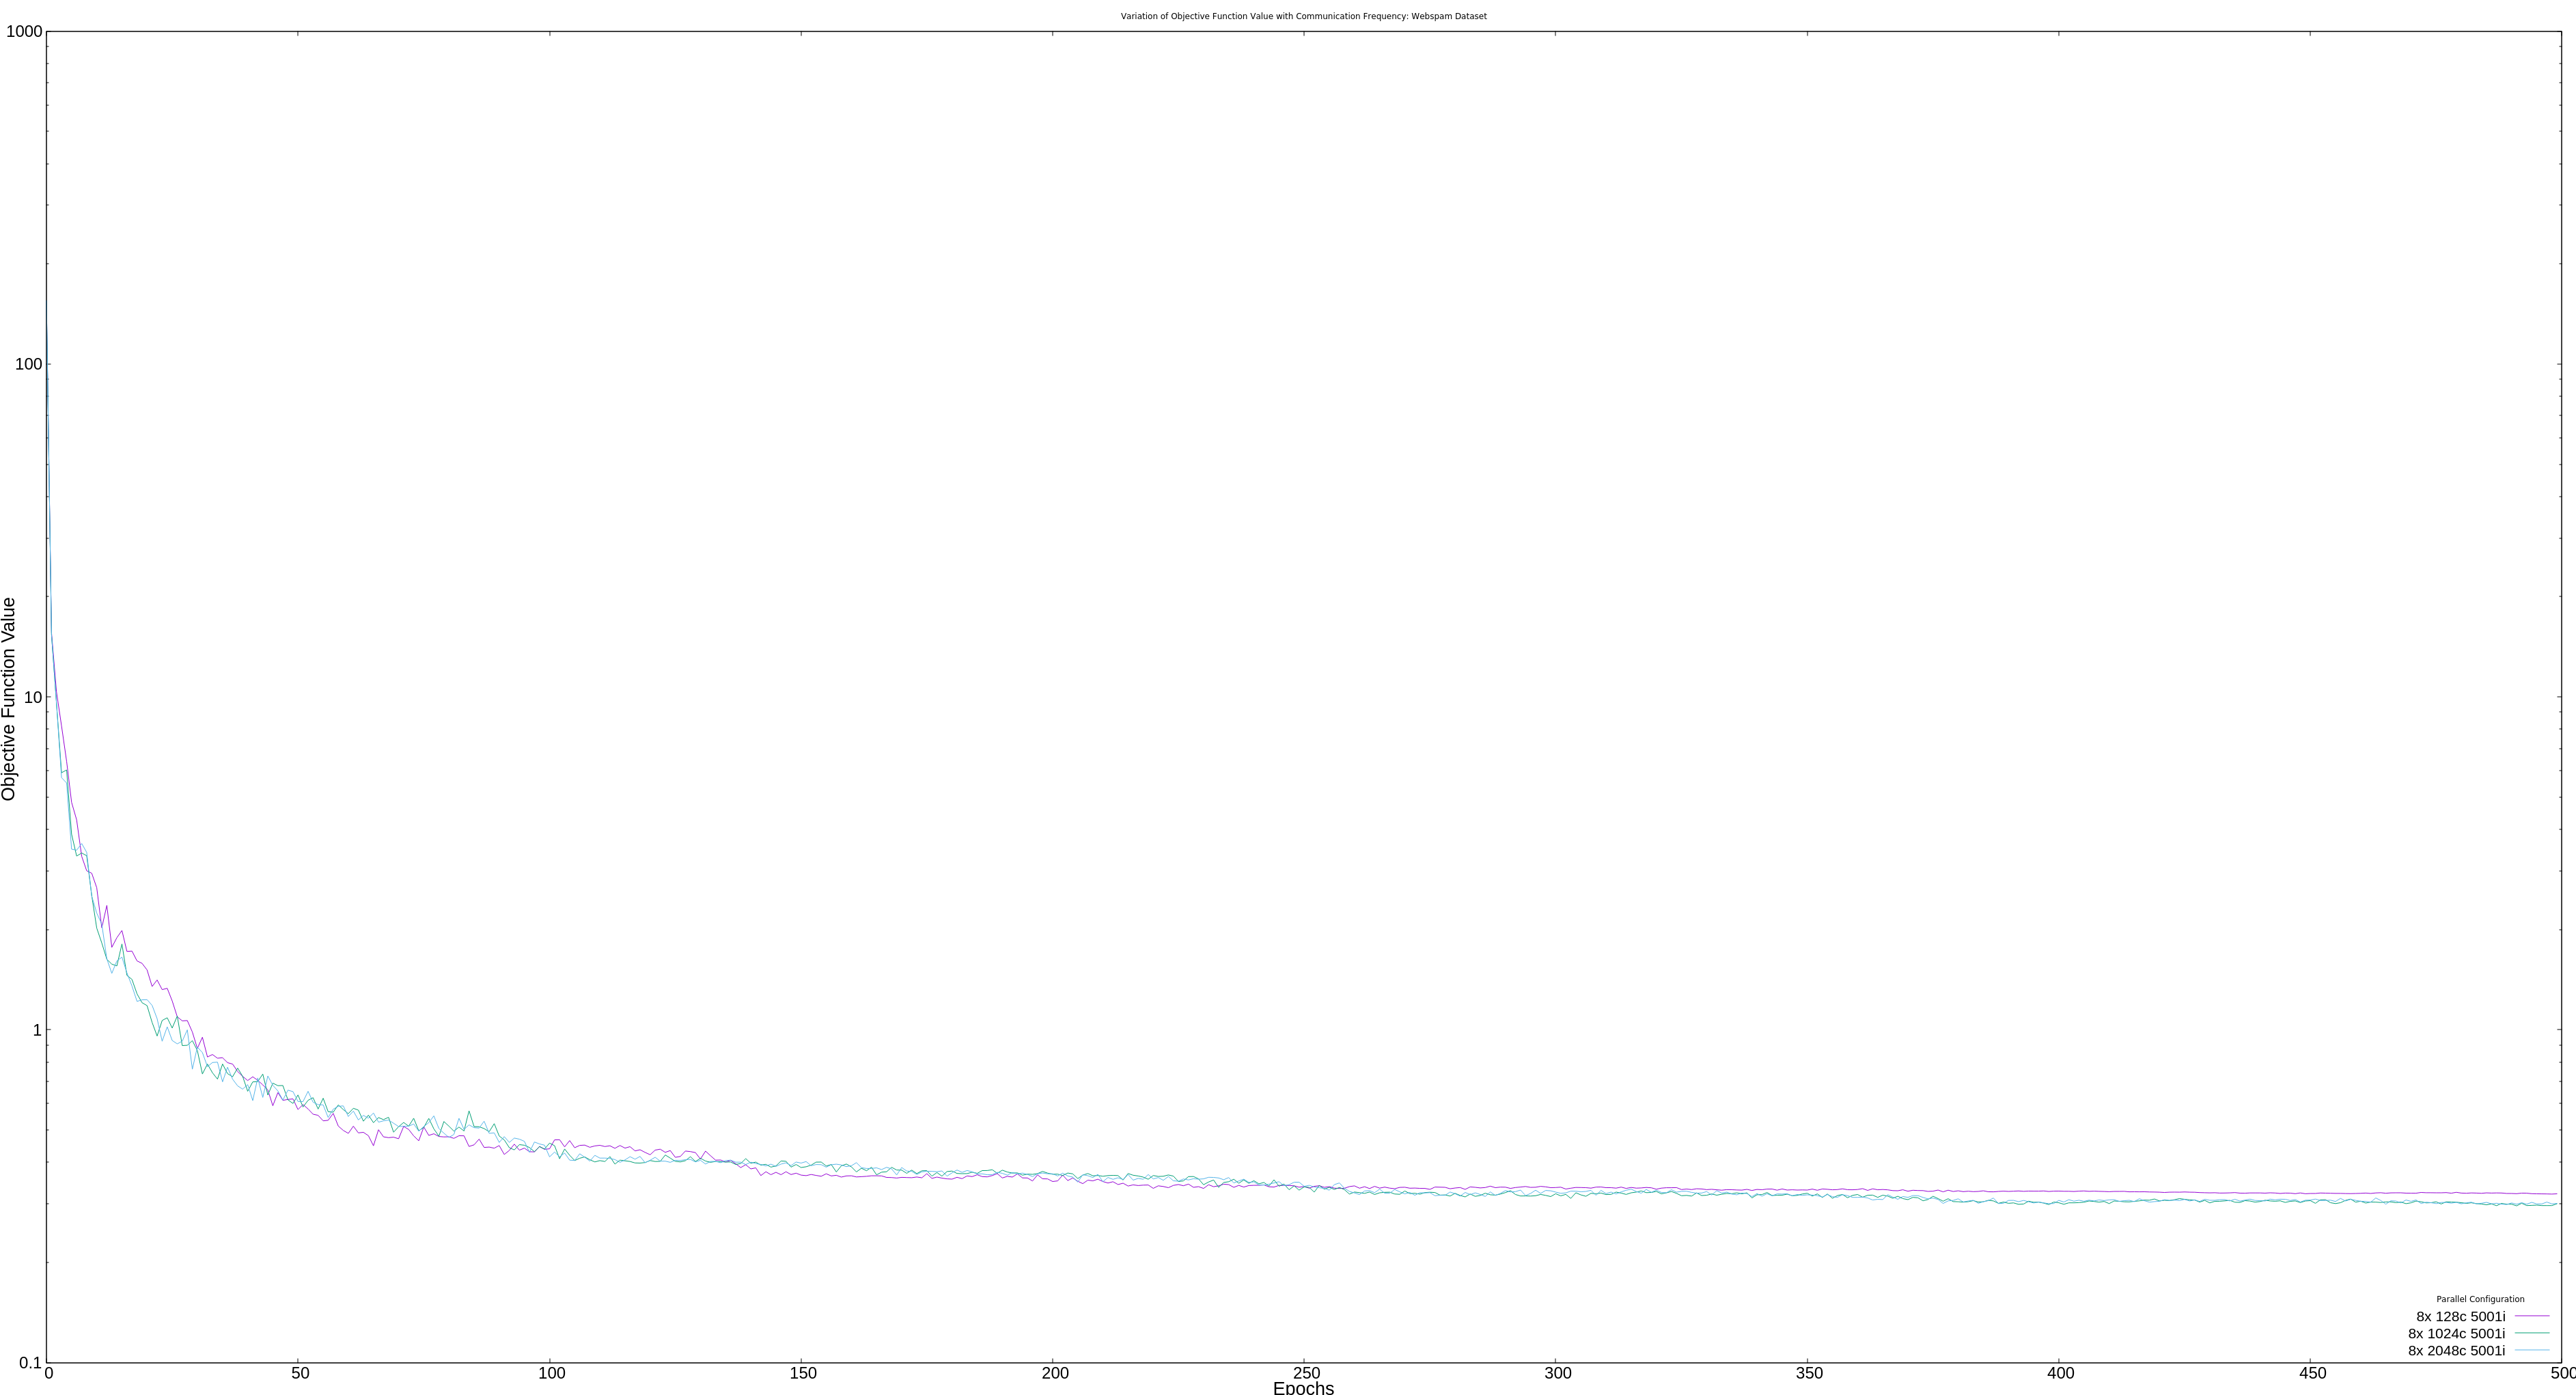 Variation of Objective Function Value with Communication Frequency: Webspam Dataset
1000
100
10
1
0.1
Objective Function Value
0 50 100 150 200 250 300 350 400 450 500
Epochs
Parallel Configuration
8x 128c 5001i
8x 1024c 5001i
8x 2048c 5001i